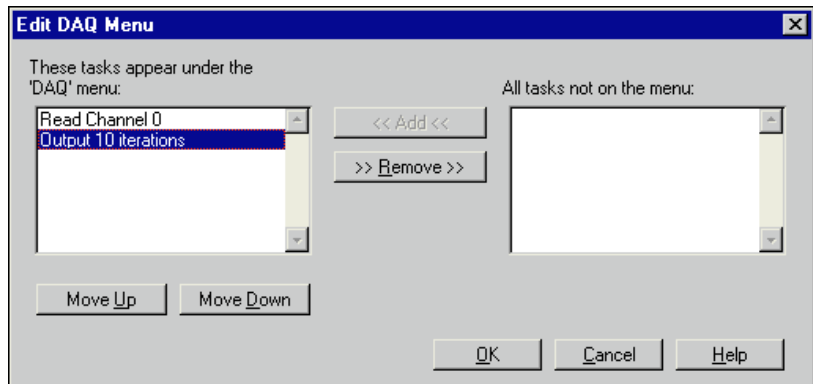 Edit DAQ Menu
These tasks appear under the
'DAQ' menu:
All tasks not on the menu:
Read Channel 0
Output 10 iterations
<< Add <<
>> Remove >>
Move Up
Move Down
OK
Cancel
Help